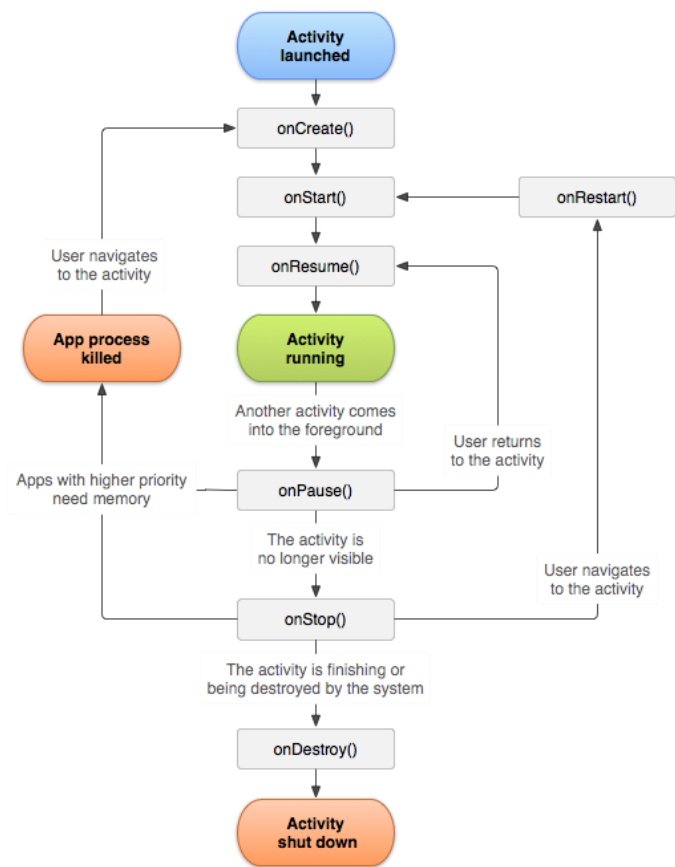 Activity
launched
onCreate()
onStart()
onRestart()
User navigates
to the activity
onResume()
App process
killed
Activity
running
Another activity comes
into the foreground
User returns
to the activity
Apps with higher priority
need memory
onPause()
The activity is
no longer visible
User navigates
to the activity
onStop()
The activity is finishing or
being destroyed by the system
onDestroy()
Activity
shut down